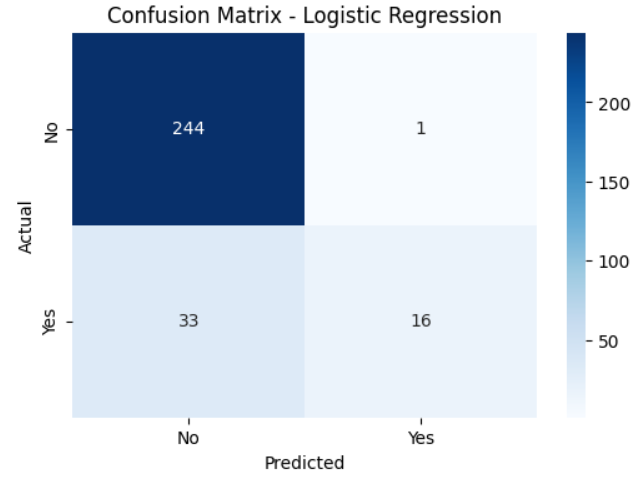 Confusion Matrix - Logistic Regression
No
244
1
200
150
Actual
100
Yes
33
16
50
No
Yes
Predicted